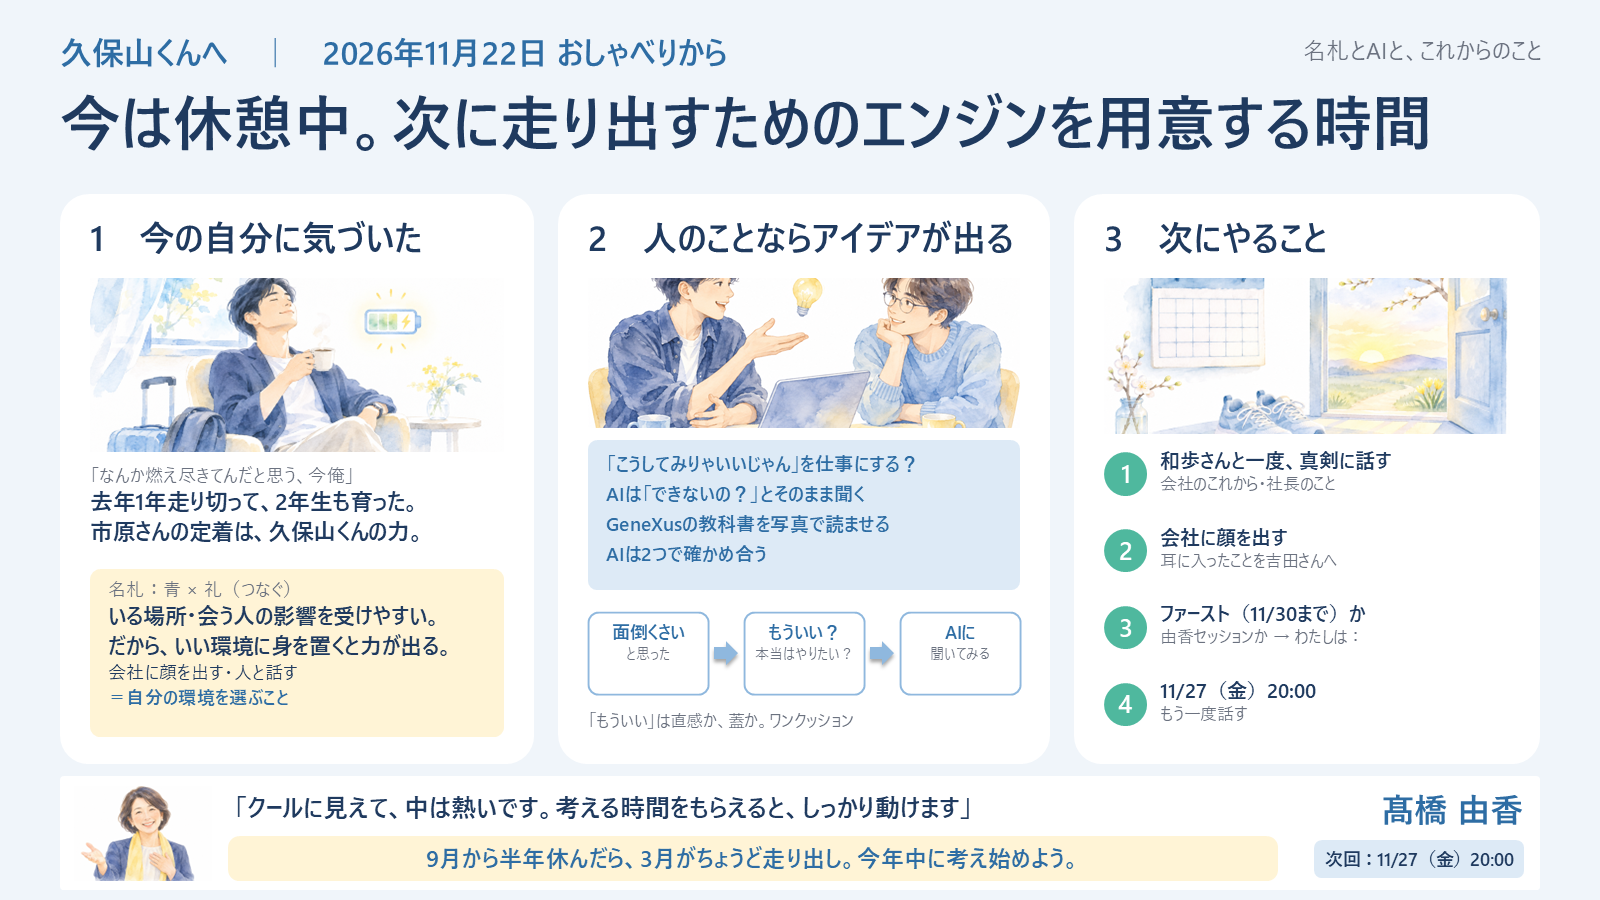 久保山くんへ ｜ 2026年11月22日 おしゃべりから
名札とAIと、これからのこと
今は休憩中。次に走り出すためのエンジンを用意する時間
1 今の自分に気づいた
「なんか燃え尽きてんだと思う、今俺」
去年1年走り切って、2年生も育った。
市原さんの定着は、久保山くんの力。
名札：青 × 礼（つなぐ）
いる場所・会う人の影響を受けやすい。
だから、いい環境に身を置くと力が出る。
会社に顔を出す・人と話す
＝自分の環境を選ぶこと
2 人のことならアイデアが出る
「こうしてみりゃいいじゃん」を仕事にする？
AIは「できないの？」とそのまま聞く
GeneXusの教科書を写真で読ませる
AIは2つで確かめ合う
面倒くさい
と思った
もういい？
本当はやりたい？
AIに
聞いてみる
「もういい」は直感か、蓋か。ワンクッション
3 次にやること
1 和歩さんと一度、真剣に話す
会社のこれから・社長のこと
2 会社に顔を出す
耳に入ったことを吉田さんへ
3 ファースト（11/30まで）か
由香セッションか → わたしは：
4 11/27（金）20:00
もう一度話す
「クールに見えて、中は熱いです。考える時間をもらえると、しっかり動けます」
9月から半年休んだら、3月がちょうど走り出し。今年中に考え始めよう。
髙橋 由香
次回：11/27（金）20:00